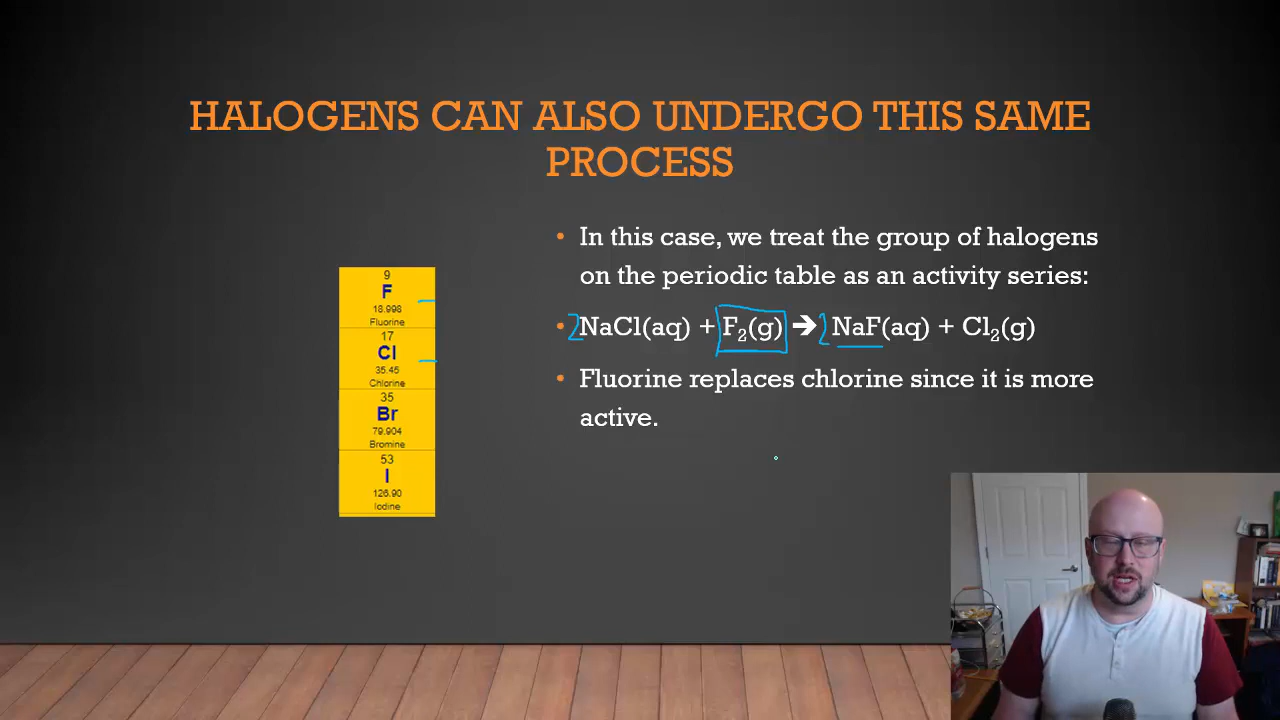 HALOGENS CAN ALSO UNDERGO THIS SAME
PROCESS
9
F
18.998
Fluorine
17
Cl
35.45
Chlorine
35
Br
79.904
Bromine
53
I
126.90
Iodine
• In this case, we treat the group of halogens
on the periodic table as an activity series:
• 2NaCl(aq) + F₂(g) ➔ 2 NaF(aq) + Cl₂(g)
• Fluorine replaces chlorine since it is more
active.